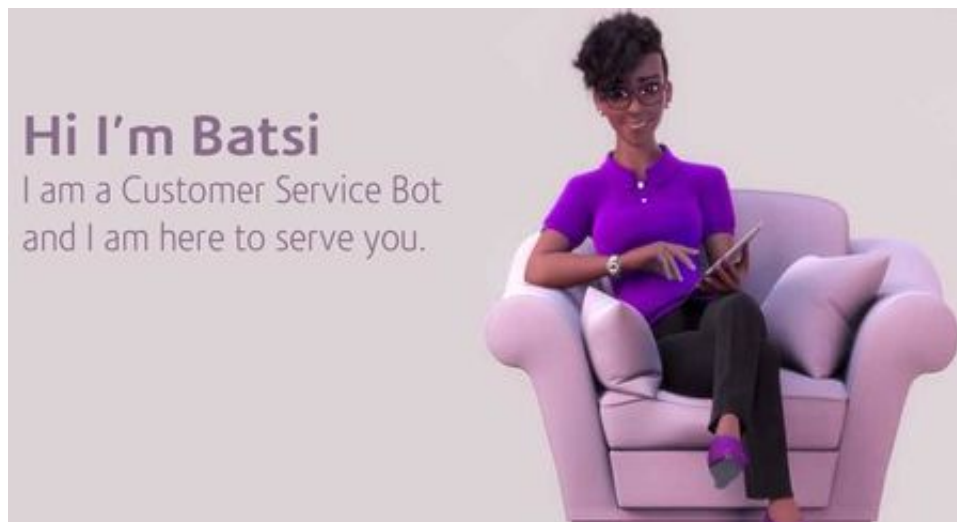 Hi I'm Batsi
I am a Customer Service Bot
and I am here to serve you.